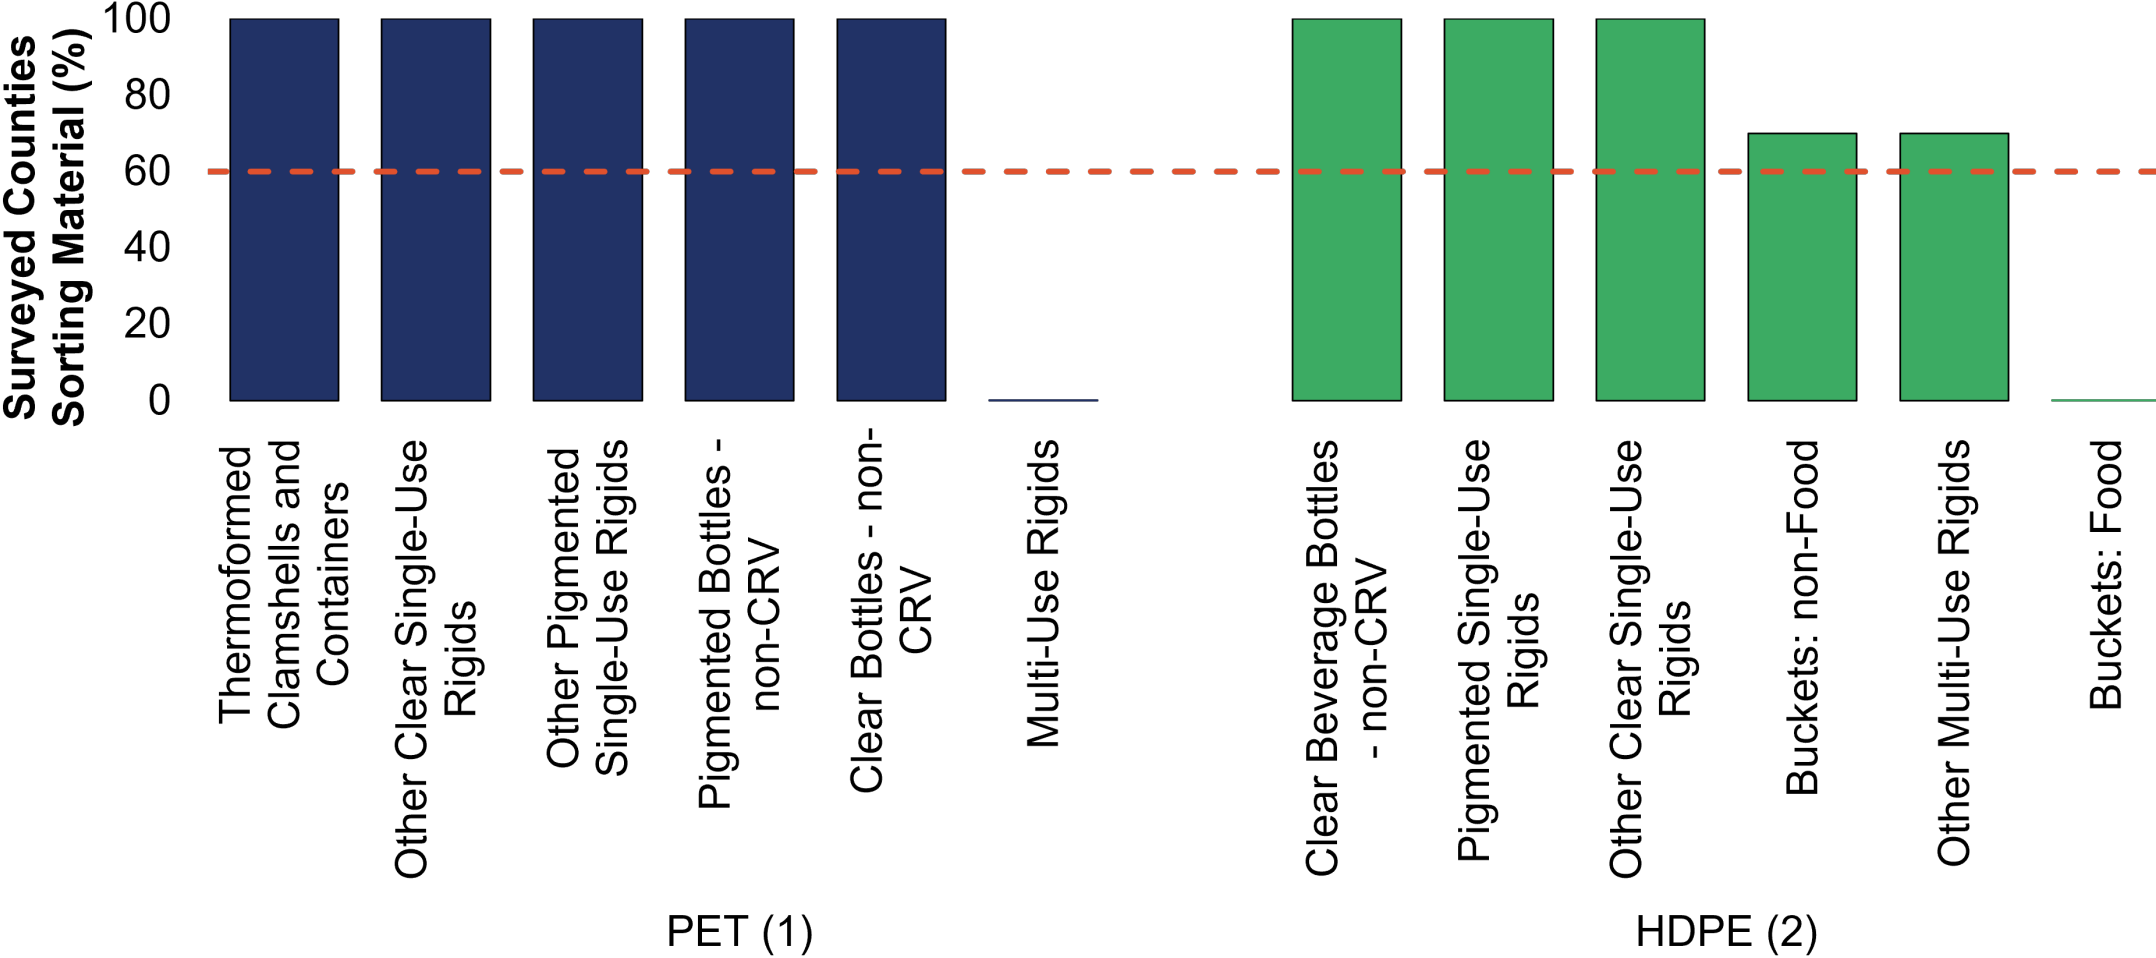 Surveyed Counties
Sorting Material (%)
100
80
60
40
20
0
Thermoformed
Clamshells and
Containers
Other Clear Single-Use
Rigids
Other Pigmented
Single-Use Rigids
Pigmented Bottles -
non-CRV
Clear Bottles - non-
CRV
Multi-Use Rigids
Clear Beverage Bottles
- non-CRV
Pigmented Single-Use
Rigids
Other Clear Single-Use
Rigids
Buckets: non-Food
Other Multi-Use Rigids
Buckets: Food
PET (1)
HDPE (2)